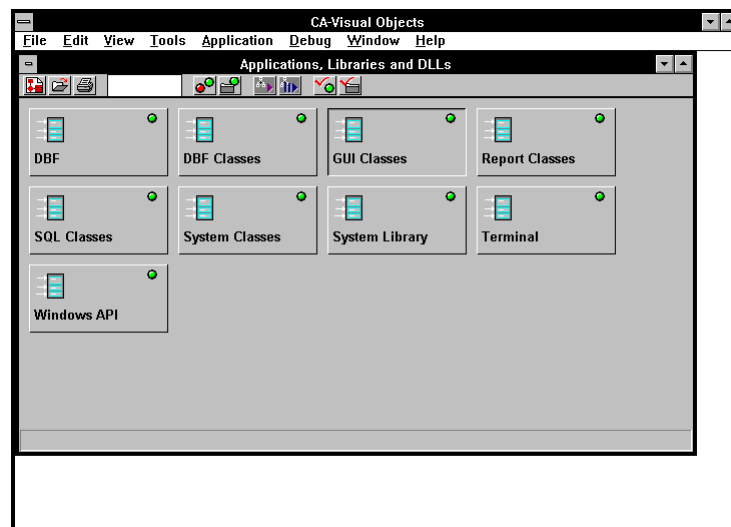 CA-Visual Objects
File Edit View Tools Application Debug Window Help
Applications, Libraries and DLLs
DBF
DBF Classes
GUI Classes
Report Classes
SQL Classes
System Classes
System Library
Terminal
Windows API